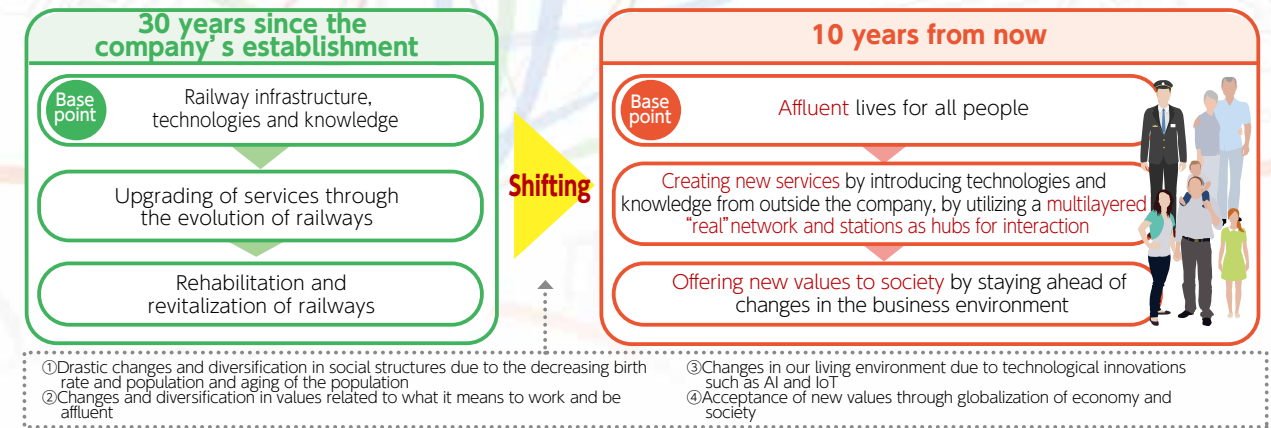 30 years since the
company's establishment
Base
point
Railway infrastructure,
technologies and knowledge
Upgrading of services through
the evolution of railways
Rehabilitation and
revitalization of railways
Shifting
10 years from now
Base
point
Affluent lives for all people
Creating new services by introducing technologies and
knowledge from outside the company, by utilizing a multilayered
“real” network and stations as hubs for interaction
Offering new values to society by staying ahead of
changes in the business environment
①Drastic changes and diversification in social structures due to the decreasing birth
rate and population and aging of the population
②Changes and diversification in values related to what it means to work and be
affluent
③Changes in our living environment due to technological innovations
such as AI and IoT
④Acceptance of new values through globalization of economy and
society